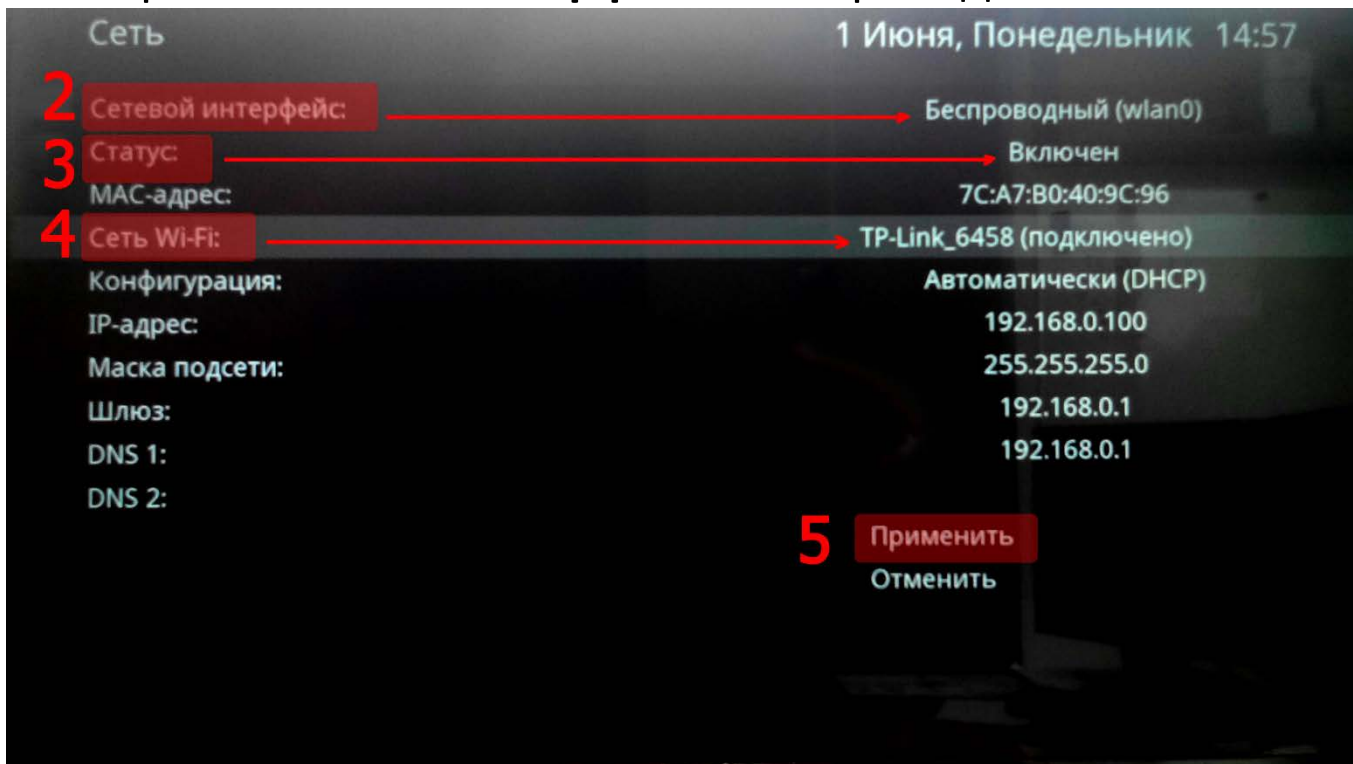 Сеть 1 Июня, Понедельник 14:57
2 Сетевой интерфейс: Беспроводный (wlan0)
3 Статус: Включен
MAC-адрес: 7C:A7:B0:40:9C:96
4 Сеть Wi-Fi: TP-Link_6458 (подключено)
Конфигурация: Автоматически (DHCP)
IP-адрес: 192.168.0.100
Маска подсети: 255.255.255.0
Шлюз: 192.168.0.1
DNS 1: 192.168.0.1
DNS 2:
5 Применить
Отменить